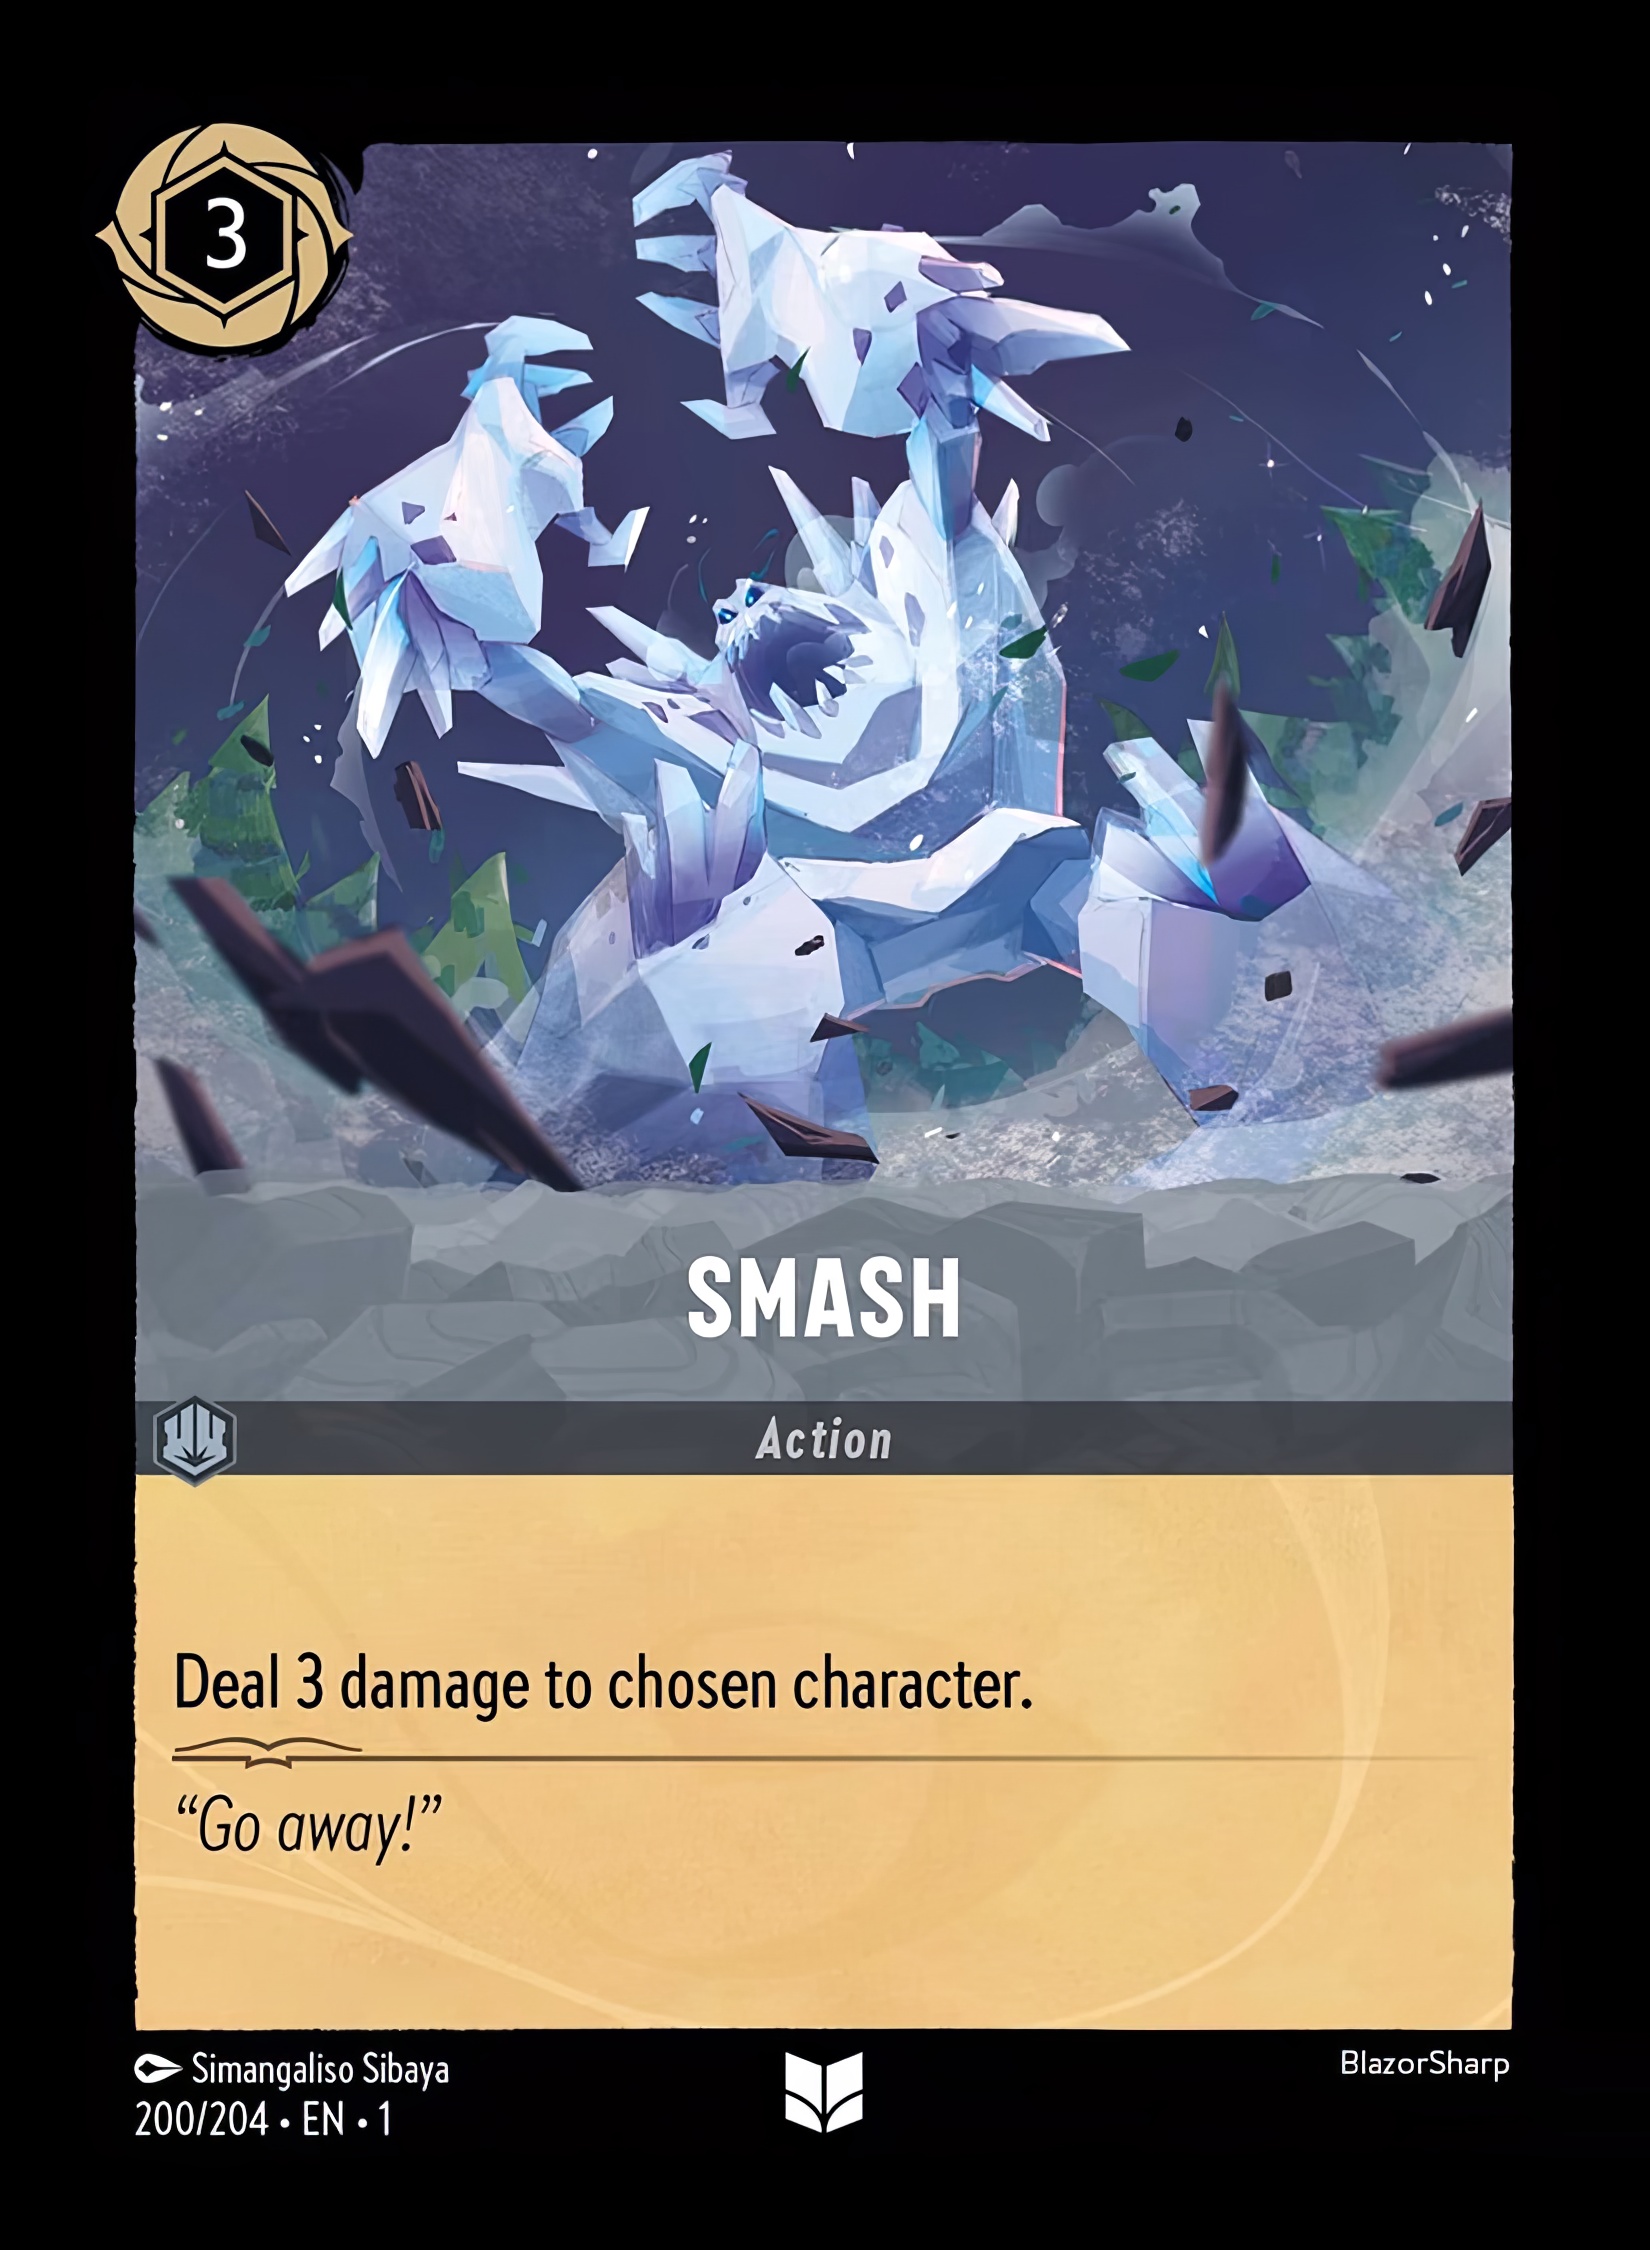 3
SMASH
Action
Deal 3 damage to chosen character.
“Go away!”
Simangaliso Sibaya
BlazorSharp
200/204 • EN • 1